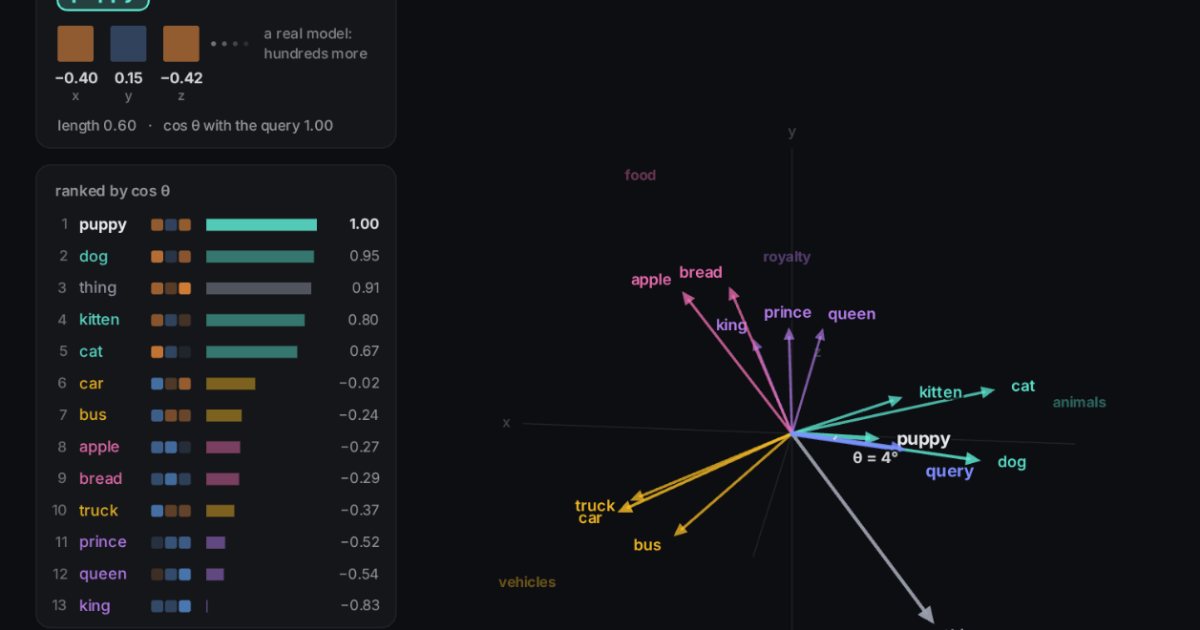 a real model:
hundreds more
−0.40 0.15 −0.42
x y z
length 0.60 · cos θ with the query 1.00
ranked by cos θ
1 puppy 1.00
2 dog 0.95
3 thing 0.91
4 kitten 0.80
5 cat 0.67
6 car −0.02
7 bus −0.24
8 apple −0.27
9 bread −0.29
10 truck −0.37
11 prince −0.52
12 queen −0.54
13 king −0.83
y
food
royalty
apple bread
king prince queen
z
kitten cat
animals
x
puppy
θ = 4°
query dog
truck
car
bus
vehicles